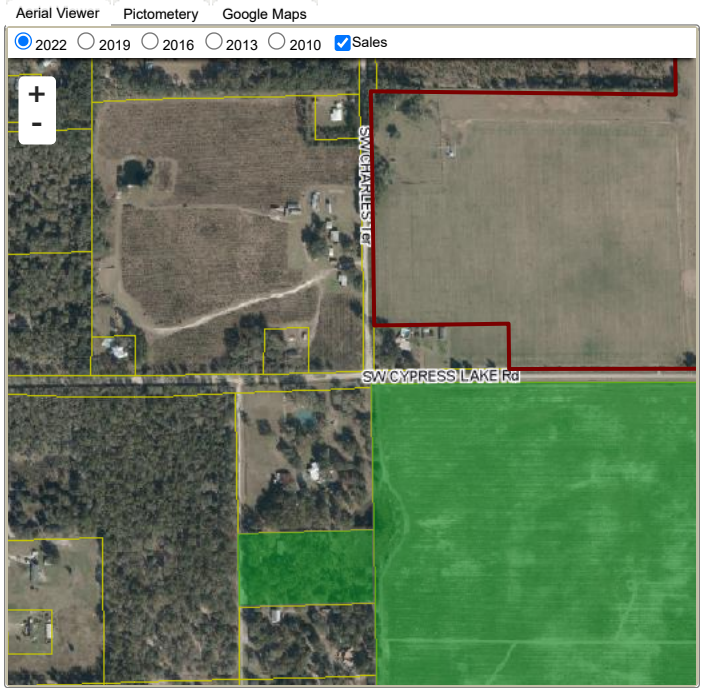 Aerial Viewer Pictometery Google Maps
2022 2019 2016 2013 2010 Sales
+
-
SW CHARLES Ter
SW CYPRESS LAKE Rd